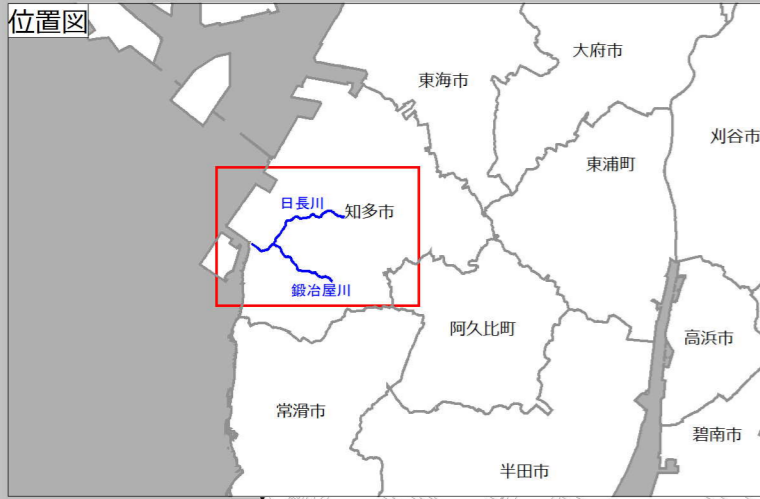 位置図
大府市
東海市
刈谷市
東浦町
日長川
知多市
鍛冶屋川
阿久比町
高浜市
常滑市
碧南市
半田市